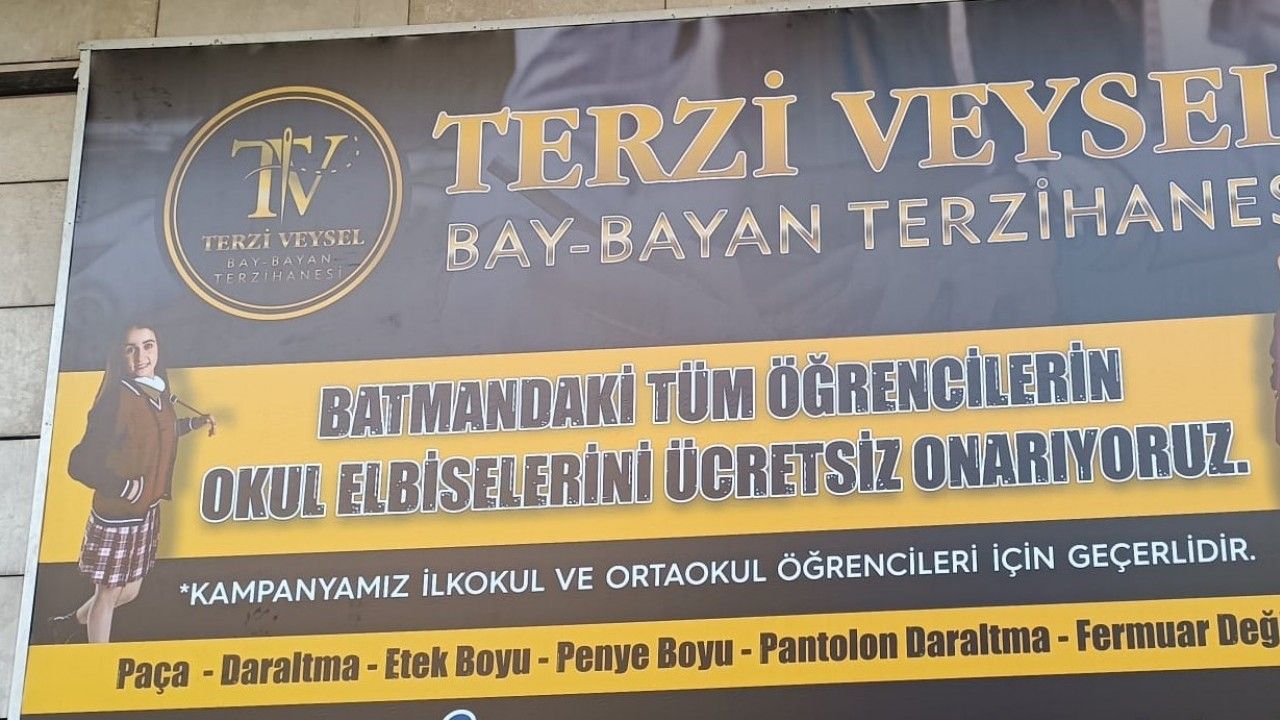 TV
TERZİ VEYSEL
BAY-BAYAN
TERZİHANESİ
TERZİ VEYSEL
BAY-BAYAN TERZİHANES
BATMANDAKİ TÜM ÖĞRENCİLERİN
OKUL ELBİSELERİNİ ÜCRETSİZ ONARIYORUZ.
*KAMPANYAMIZ İLKOKUL VE ORTAOKUL ÖĞRENCİLERİ İÇİN GEÇERLİDİR.
Paça - Daraltma - Etek Boyu - Penye Boyu - Pantolon Daraltma - Fermuar Değ